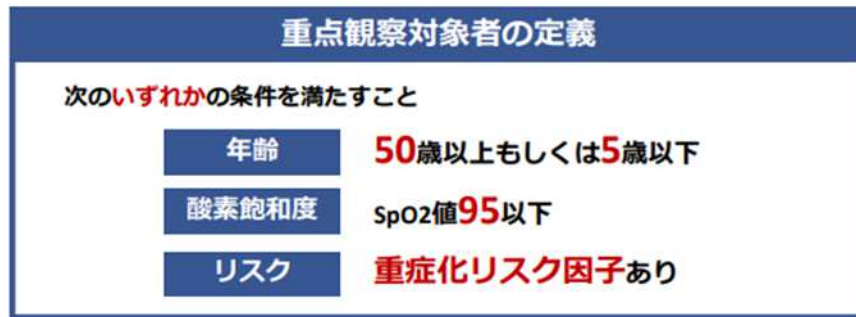 重点観察対象者の定義
次のいずれかの条件を満たすこと
年齢 50歳以上もしくは5歳以下
酸素飽和度 SpO2値95以下
リスク 重症化リスク因子あり